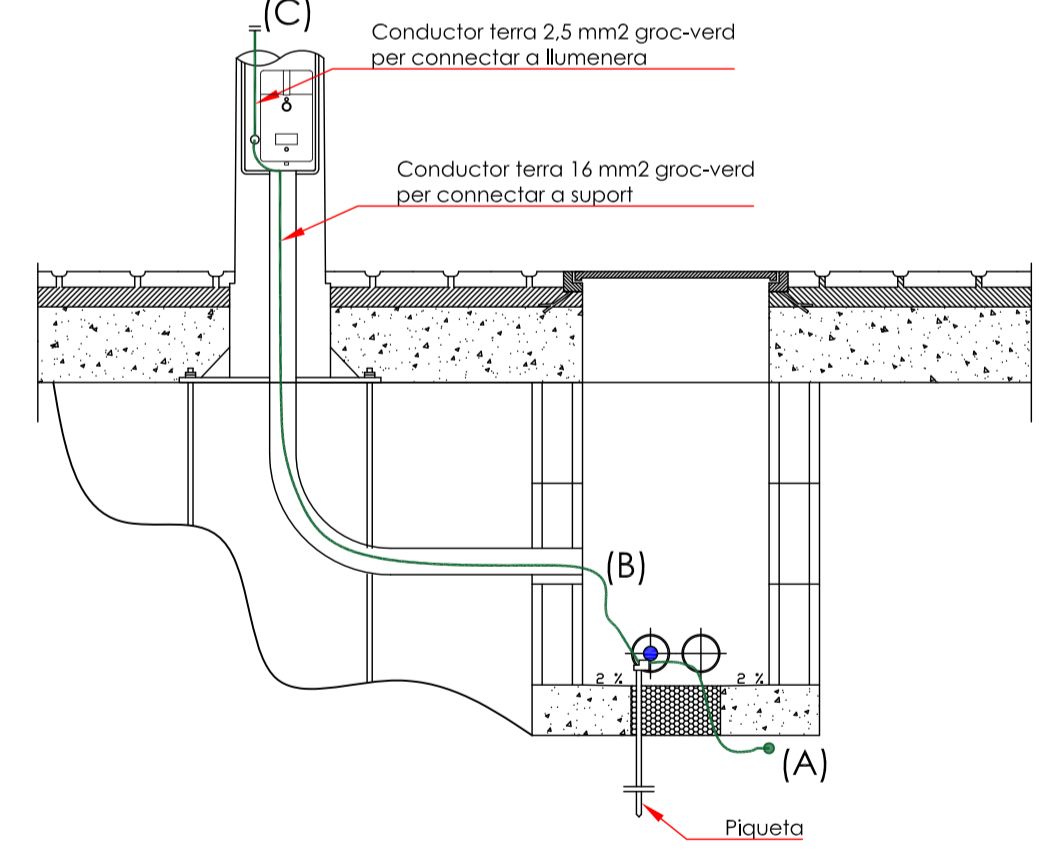 (C)
Conductor terra 2,5 mm2 groc-verd
per connectar a llumenera
Conductor terra 16 mm2 groc-verd
per connectar a suport
(B)
2 %
2 %
(A)
Piqueta